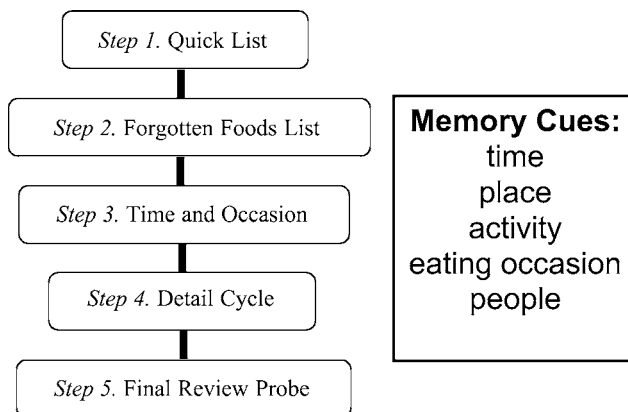 Step 1. Quick List
Step 2. Forgotten Foods List
Step 3. Time and Occasion
Step 4. Detail Cycle
Step 5. Final Review Probe
Memory Cues:
time
place
activity
eating occasion
people